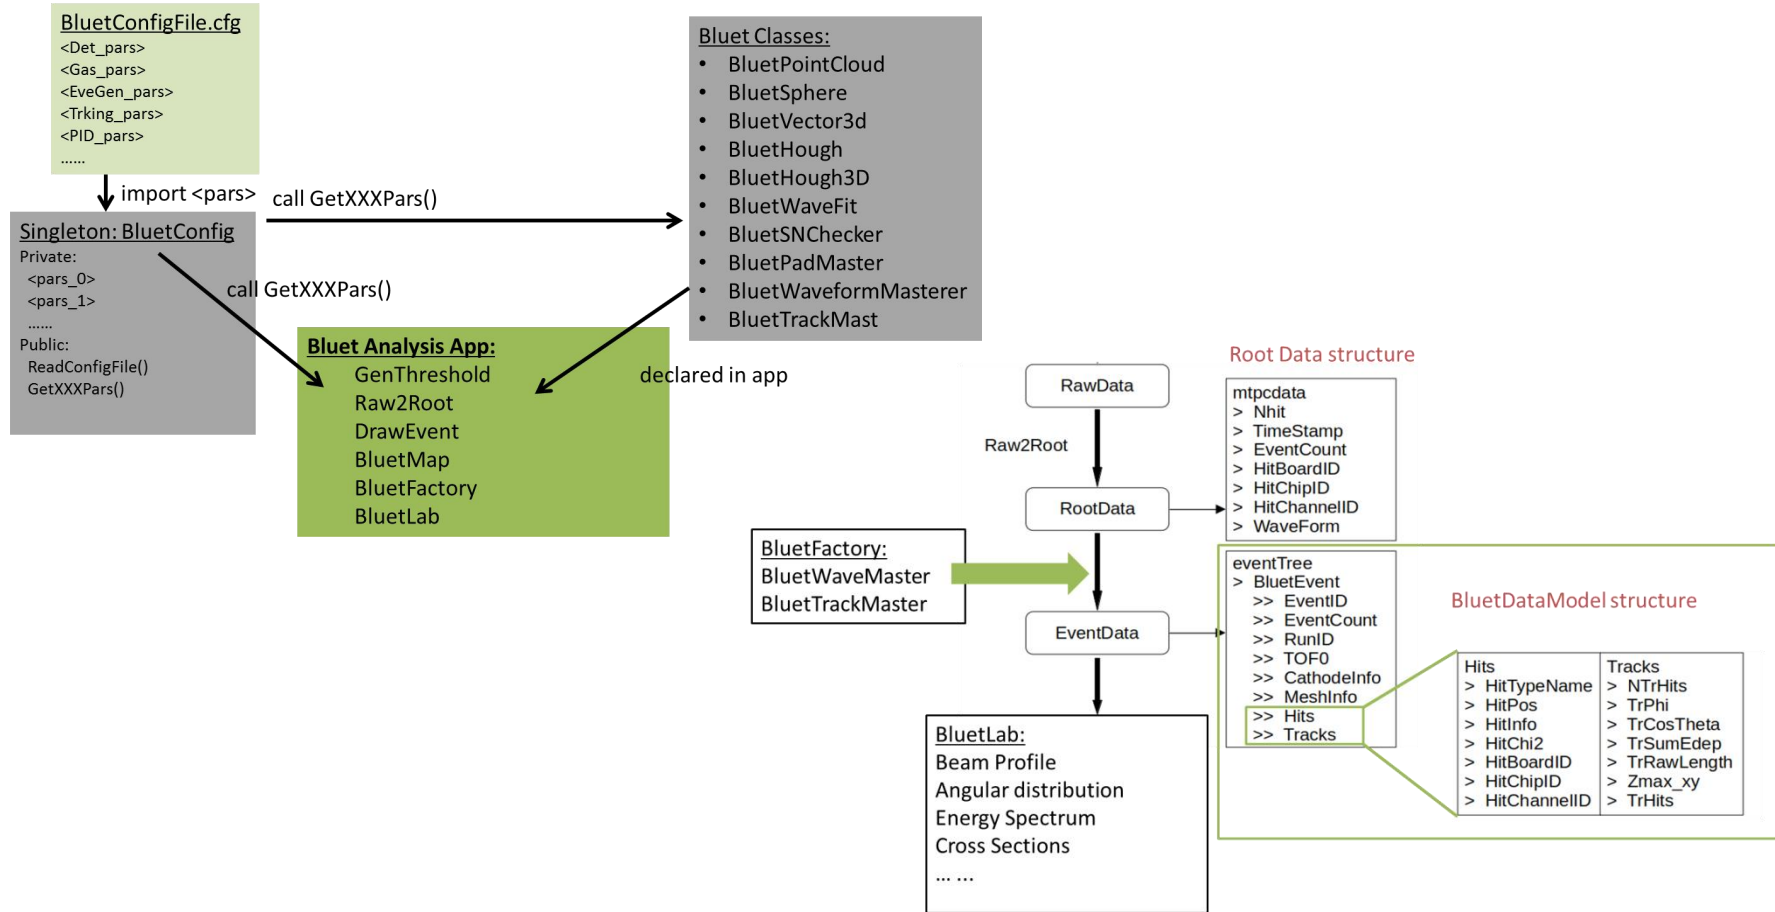 BluetConfigFile.cfg
<Det_pars>
<Gas_pars>
<EveGen_pars>
<Trking_pars>
<PID_pars>
......
import <pars>
call GetXXXPars()
Singleton: BluetConfig
Private:
<pars_0>
<pars_1>
......
Public:
ReadConfigFile()
GetXXPars()
call GetXXXPars()
Bluet Classes:
• BluetPointCloud
• BluetSphere
• BluetVector3d
• BluetHough
• BluetHough3D
• BluetWaveFit
• BluetSNChecker
• BluetPadMaster
• BluetWaveformMasterer
• BluetTrackMast
Bluet Analysis App:
GenThreshold
Raw2Root
DrawEvent
BluetMap
BluetFactory
BluetLab
declared in app
RawData
Raw2Root
RootData
BluetFactory:
BluetWaveMaster
BluetTrackMaster
EventData
BluetLab:
Beam Profile
Angular distribution
Energy Spectrum
Cross Sections
... ...
Root Data structure
mtpcdata
> Nhit
> TimeStamp
> EventCount
> HitBoardID
> HitChipID
> HitChannelID
> WaveForm
eventTree
> BluetEvent
>> EventID
>> EventCount
>> RunID
>> TOF0
>> CathodeInfo
>> MeshInfo
>> Hits
>> Tracks
BluetDataModel structure
Hits
> HitTypeName
> HitPos
> HitInfo
> HitChi2
> HitBoardID
> HitChipID
> HitChannelID
Tracks
> NTrHits
> TrPhi
> TrCosTheta
> TrSumEdep
> TrRawLength
> Zmax_xy
> TrHits